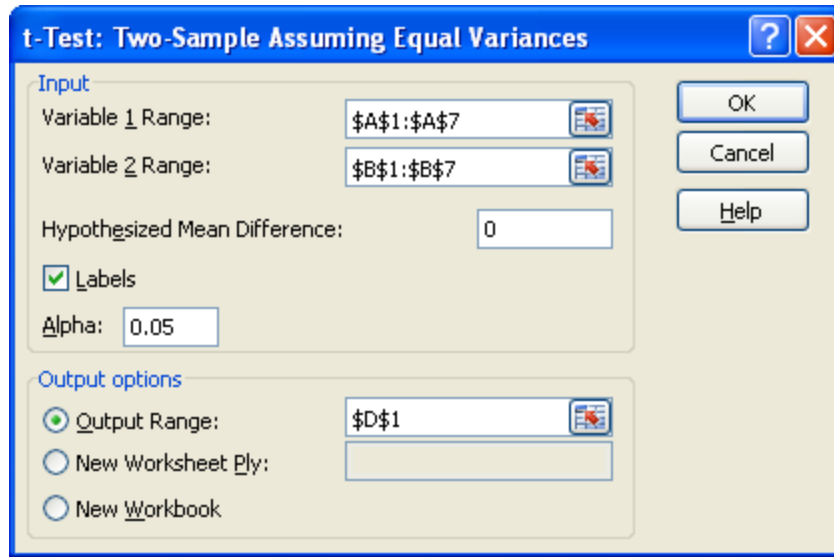 t-Test: Two-Sample Assuming Equal Variances
Input
Variable 1 Range: $A$1:$A$7
Variable 2 Range: $B$1:$B$7
Hypothesized Mean Difference: 0
Labels
Alpha: 0.05
OK
Cancel
Help
Output options
Output Range: $D$1
New Worksheet Ply:
New Workbook